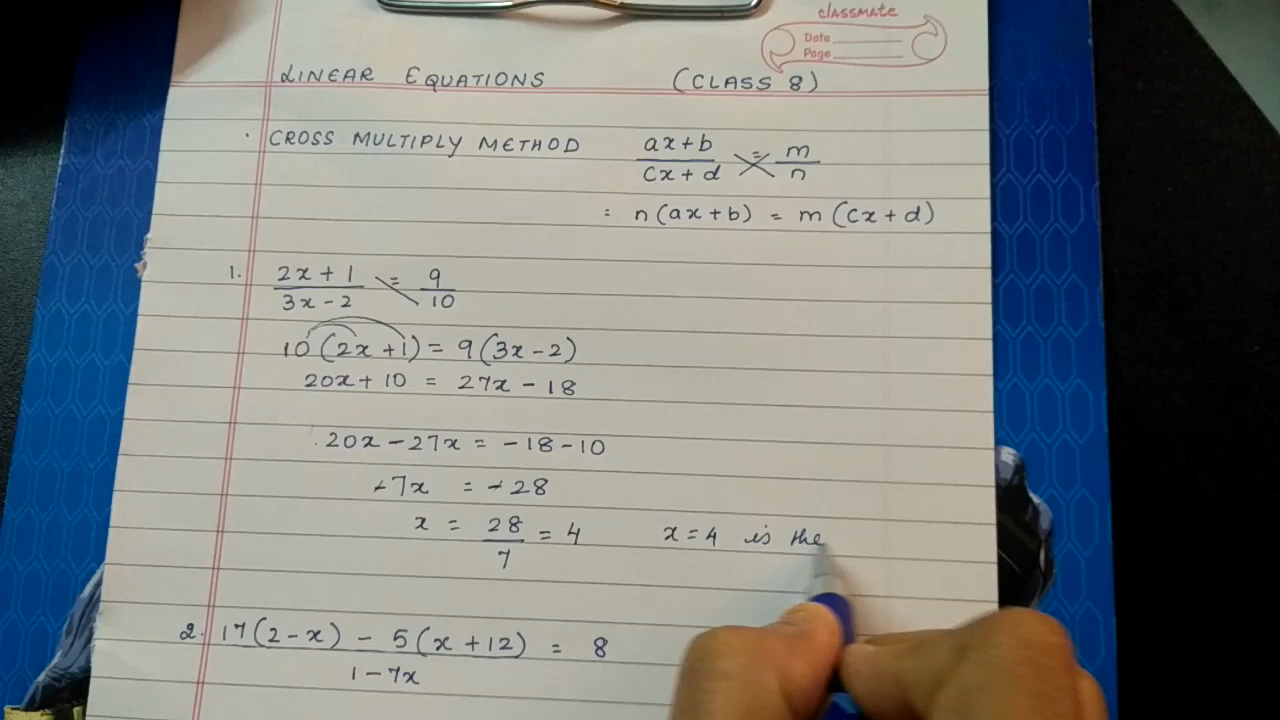 classmate
Date
Page
LINEAR EQUATIONS (CLASS 8)
· CROSS MULTIPLY METHOD (ax+b)/(cx+d) = m/n
= n(ax+b) = m(cx+d)
1. (2x+1)/(3x-2) = 9/10
10(2x+1) = 9(3x-2)
20x+10 = 27x-18
20x-27x = -18-10
-7x = -28
x = 28/7 = 4 x=4 is the
2. (17(2-x) - 5(x+12))/(1-7x) = 8